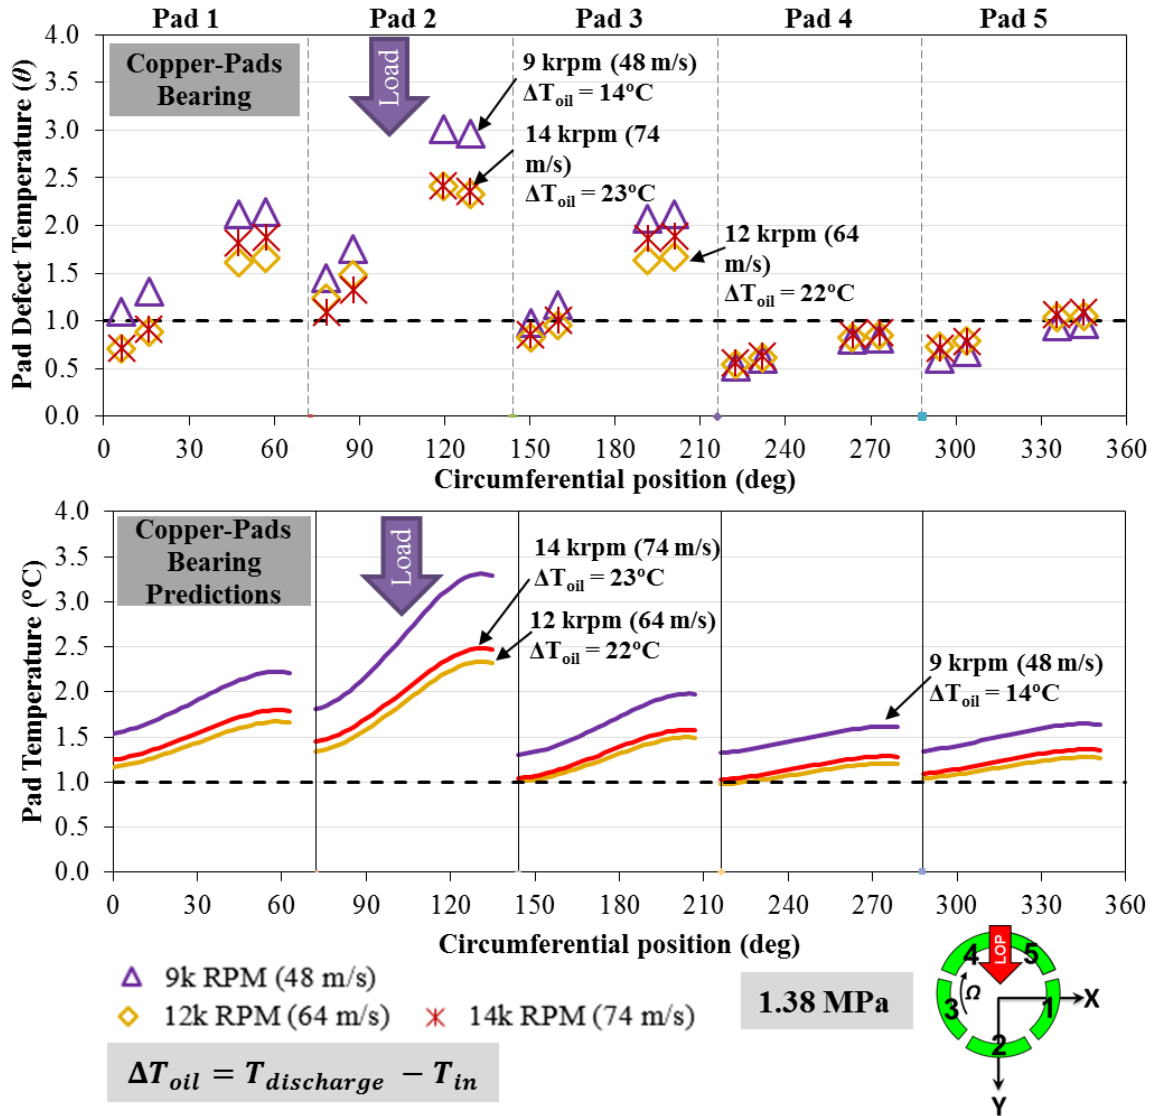 Pad 1 Pad 2 Pad 3 Pad 4 Pad 5
Pad Defect Temperature (θ)
4.0
3.5
3.0
2.5
2.0
1.5
1.0
0.5
0.0
Copper-Pads
Bearing
Load
9 krpm (48 m/s)
ΔToil = 14ºC
14 krpm (74
m/s)
ΔToil = 23ºC
12 krpm (64
m/s)
ΔToil = 22ºC
0 30 60 90 120 150 180 210 240 270 300 330 360
Circumferential position (deg)
Pad Temperature (°C)
4.0
3.5
3.0
2.5
2.0
1.5
1.0
0.5
0.0
Copper-Pads
Bearing
Predictions
Load
14 krpm (74 m/s)
ΔToil = 23ºC
12 krpm (64 m/s)
ΔToil = 22ºC
9 krpm (48 m/s)
ΔToil = 14ºC
0 30 60 90 120 150 180 210 240 270 300 330 360
Circumferential position (deg)
9k RPM (48 m/s)
12k RPM (64 m/s) 14k RPM (74 m/s)
ΔToil = Tdischarge − Tin
1.38 MPa
LOP
4 5
Ω
3 1 X
2
Y